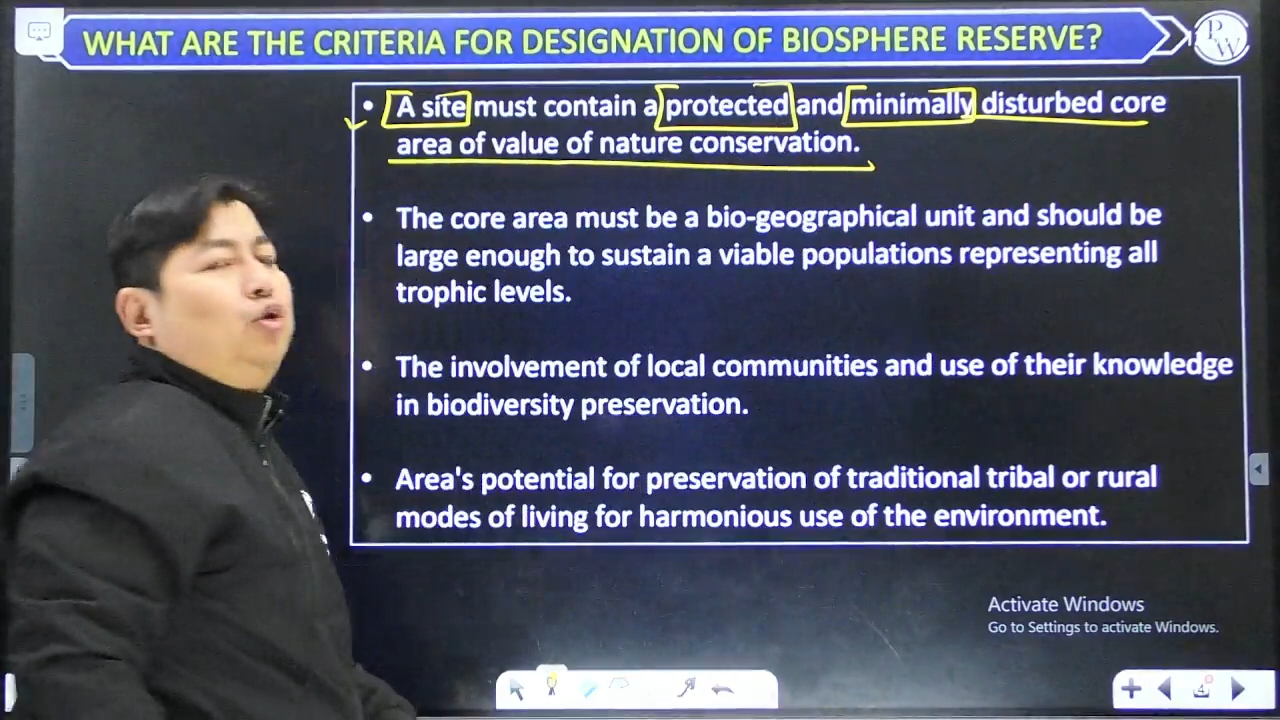 WHAT ARE THE CRITERIA FOR DESIGNATION OF BIOSPHERE RESERVE?
PW
• A site must contain a protected and minimally disturbed core
area of value of nature conservation.
• The core area must be a bio-geographical unit and should be
large enough to sustain a viable populations representing all
trophic levels.
• The involvement of local communities and use of their knowledge
in biodiversity preservation.
• Area's potential for preservation of traditional tribal or rural
modes of living for harmonious use of the environment.
Activate Windows
Go to Settings to activate Windows.
4